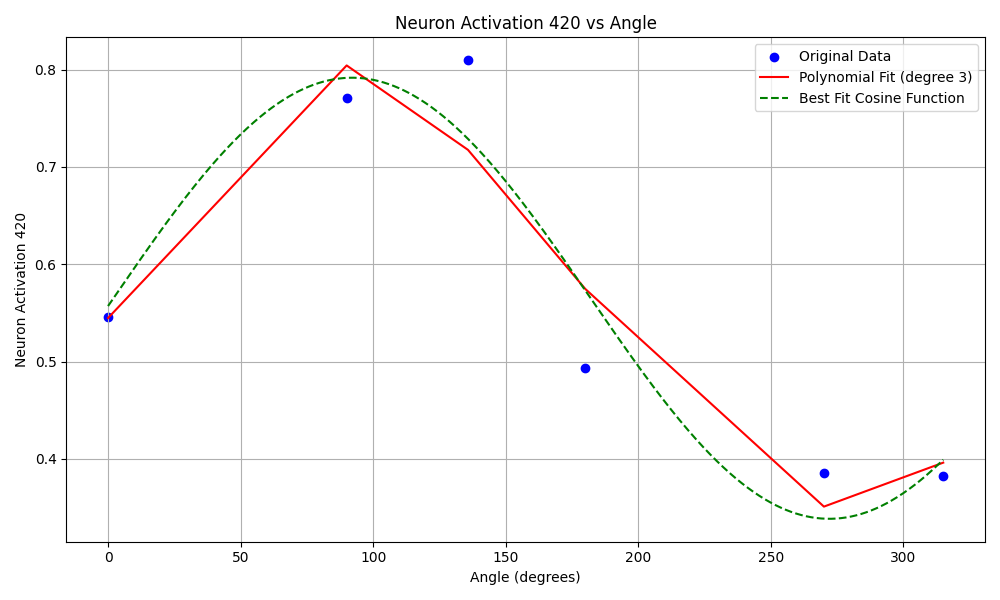 Neuron Activation 420 vs Angle
Original Data
Polynomial Fit (degree 3)
Best Fit Cosine Function
Neuron Activation 420
0.8
0.7
0.6
0.5
0.4
0
50
100
150
200
250
300
Angle (degrees)